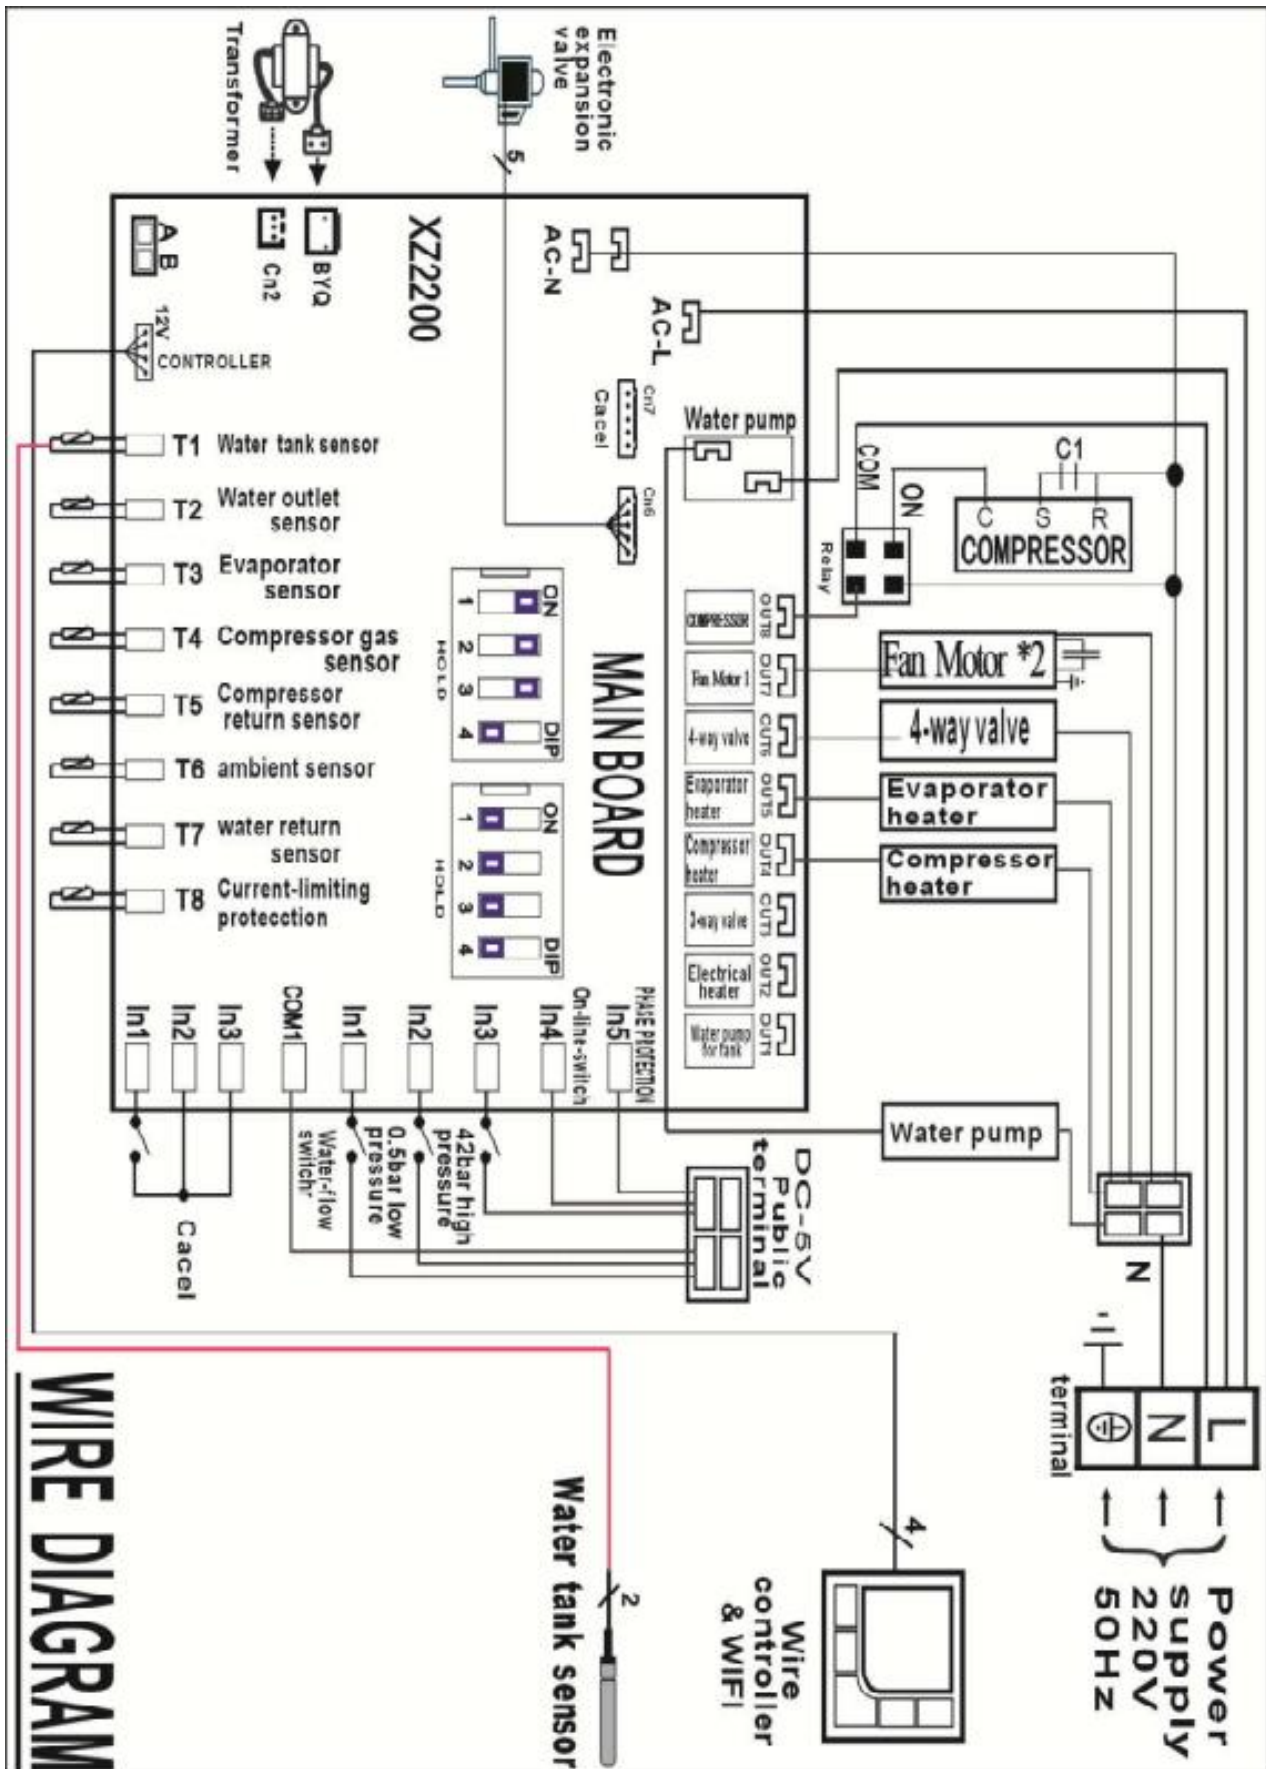 Transformer
Electronic
expansion
valve
5
A
B
Cn2
BYQ
XZ2200
AC-N
AC-L
12V
CONTROLLER
Cn7
Cacel
Cn6
Water pump
T1 Water tank sensor
T2 Water outlet
sensor
T3 Evaporator
sensor
T4 Compressor gas
sensor
T5 Compressor
return sensor
T6 ambient sensor
T7 water return
sensor
T8 Current-limiting
protecction
HOLD
1
2
3
4
ON
DIP
HOLD
1
2
3
4
ON
DIP
MAIN BOARD
COMPRESSOR
OUT8
Fan Motor 1
OUT7
4-way valve
OUT6
Evaporator
heater
OUT5
Compressor
heater
OUT4
3-way valve
OUT3
Electrical
heater
OUT2
Water pump
for tank
OUT1
COM
ON
Relay
C1
C S R
COMPRESSOR
Fan Motor *2
4-way valve
Evaporator
heater
Compressor
heater
Water pump
In1
In2
In3
COM1
In1
In2
In3
In4
On-line-switch
In5
PHASE PROTECTION
Cacel
Water-flow
switchr
0.5bar low
pressure
42bar high
pressure
DC-5V
Public
terminal
N
terminal
N
L
Power
supply
220V
50Hz
4
Wire
controller
& WIFI
2
Water tank sensor
WIRE DIAGRAM